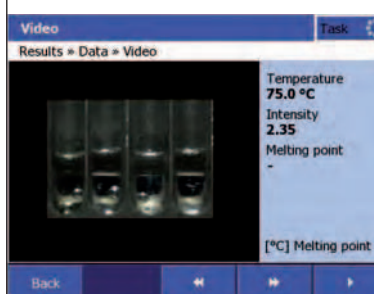 Video
Task
Results » Data » Video
Temperature
75.0 °C
Intensity
2.35
Melting point
-
[°C] Melting point
Back